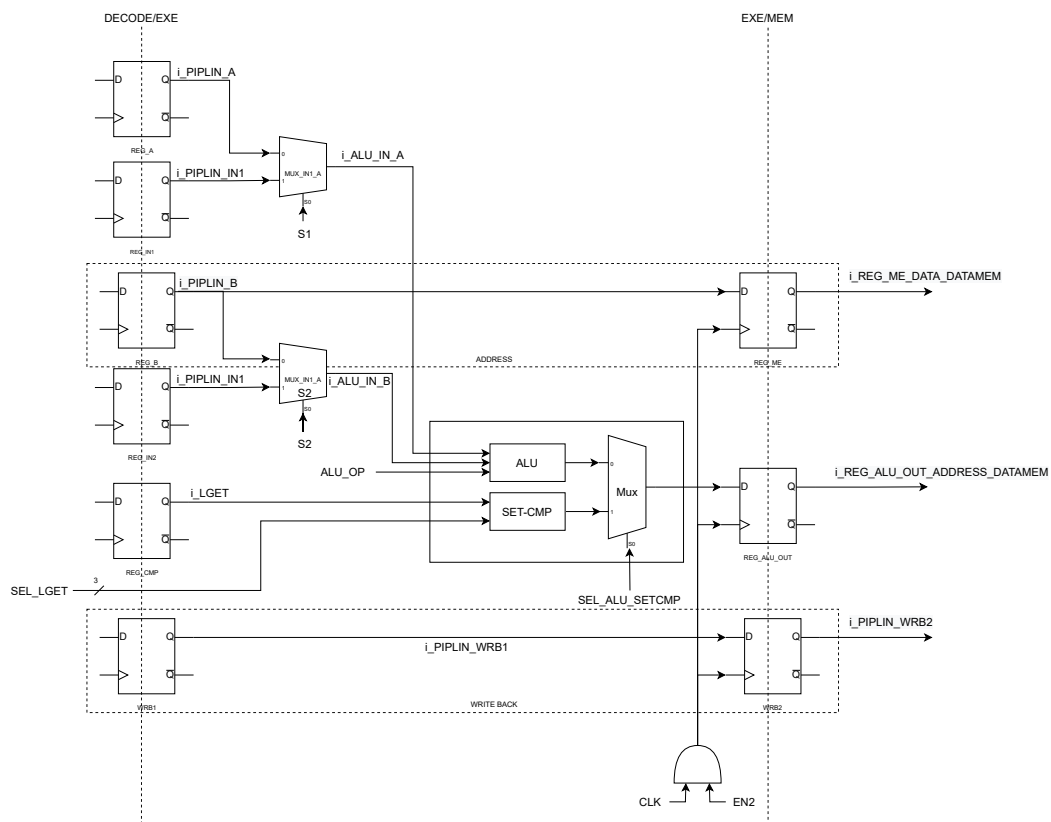 DECODE/EXE
EXE/MEM
D Q
Q
REG_A
i_PIPLIN_A
D Q
Q
REG_IN1
i_PIPLIN_IN1
0
MUX_IN1_A
1
S0
S1
i_ALU_IN_A
D Q
Q
REG_B
i_PIPLIN_B
ADDRESS
D Q
Q
REG_ME
i_REG_ME_DATA_DATAMEM
D Q
Q
REG_IN2
i_PIPLIN_IN1
0
MUX_IN1_A
1
S2
S0
S2
i_ALU_IN_B
ALU_OP
ALU
SET-CMP
0
Mux
1
S0
SEL_ALU_SETCMP
D Q
Q
REG_CMP
i_LGET
SEL_LGET
3
D Q
Q
REG_ALU_OUT
i_REG_ALU_OUT_ADDRESS_DATAMEM
D Q
Q
WRB1
i_PIPLIN_WRB1
WRITE BACK
D Q
Q
WRB2
i_PIPLIN_WRB2
CLK
EN2